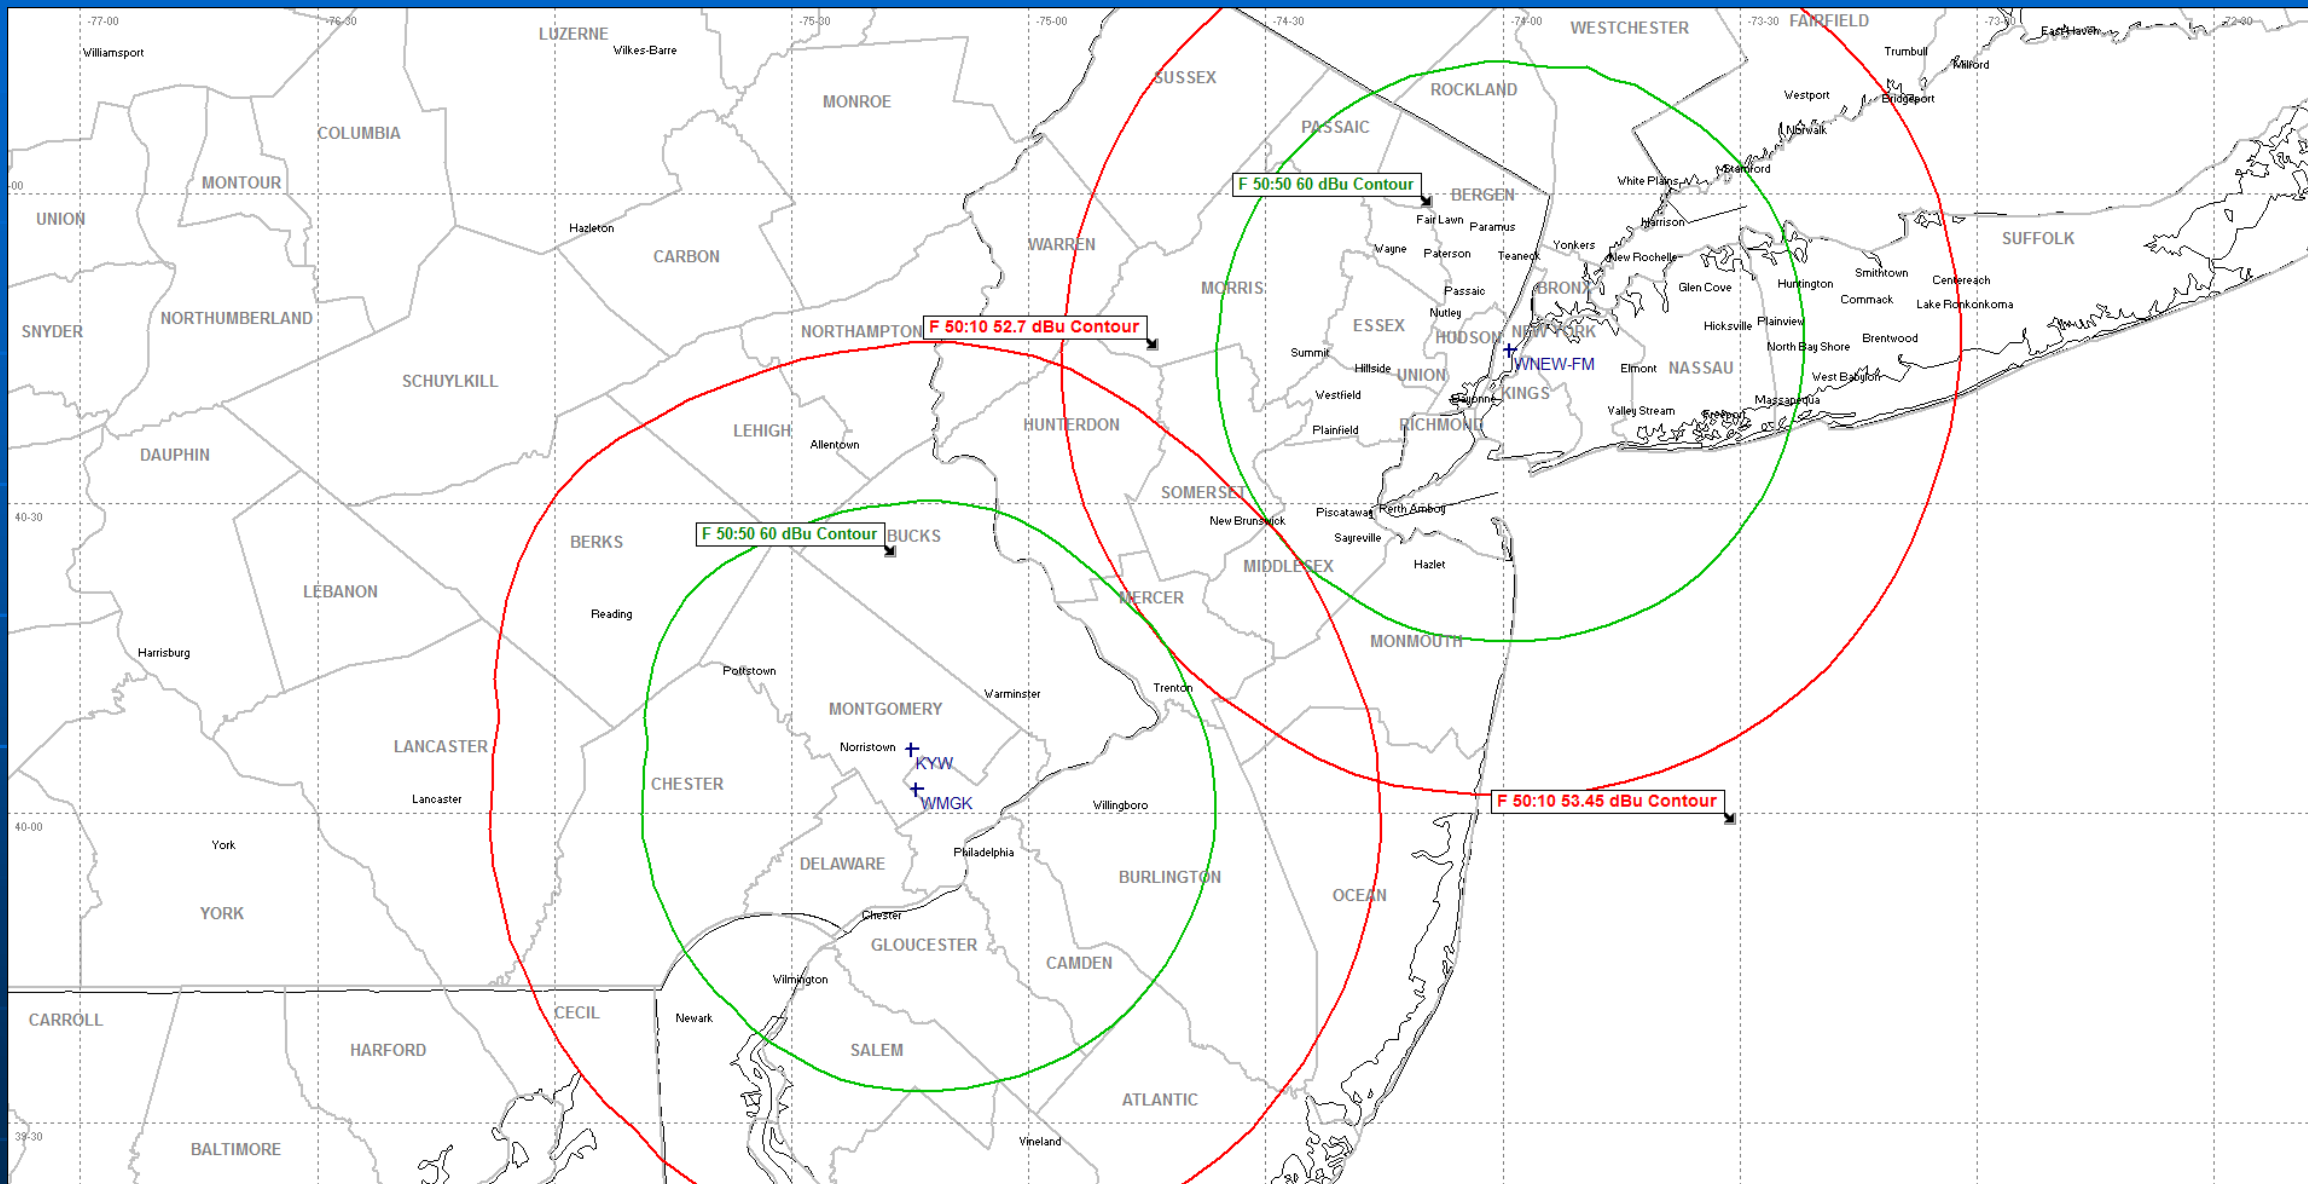 -77-00
-76-30
-75-30
-75-00
-74-30
-74-00
-73-30
-73-00
-72-30
LUZERNE
WESTCHESTER
FAIRFIELD
East Haven
Williamsport
Wilkes-Barre
Trumbull
Milford
SUSSEX
ROCKLAND
MONROE
Westport
Bridgeport
COLUMBIA
PASSAIC
Norwalk
Stamford
-00
MONTOUR
F 50:50 60 dBu Contour
White Plains
BERGEN
UNION
Hazleton
Fair Lawn
Paramus
Harrison
SUFFOLK
WARREN
Wayne
Paterson
Teaneck
Yonkers
New Rochelle
CARBON
Smithtown
Centereach
MORRIS
Passaic
BRONX
Glen Cove
Huntington
Commack
Lake Ronkonkoma
NORTHUMBERLAND
Nutley
SNYDER
NORTHAMPTON
F 50:10 52.7 dBu Contour
ESSEX
HUDSON
NEW YORK
Hicksville
Plainview
Brentwood
North Bay Shore
Summit
WNEW-FM
Hillside
UNION
Elmont
NASSAU
West Babylon
SCHUYLKILL
Westfield
Bayonne
KINGS
Massapequa
Valley Stream
Freeport
HUNTERDON
RICHMOND
LEHIGH
Plainfield
Allentown
DAUPHIN
SOMERSET
40-30
New Brunswick
Piscataway
Perth Amboy
F 50:50 60 dBu Contour
BUCKS
Sayreville
BERKS
MIDDLESEX
Hazlet
LEBANON
MERCER
Reading
MONMOUTH
Harrisburg
Pottstown
Trenton
Warminster
MONTGOMERY
LANCASTER
Norristown
KYW
CHESTER
Lancaster
WMGK
Willingboro
F 50:10 53.45 dBu Contour
40-00
York
Philadelphia
DELAWARE
BURLINGTON
OCEAN
YORK
Chester
GLOUCESTER
CAMDEN
Wilmington
CECIL
Newark
CARROLL
HARFORD
SALEM
ATLANTIC
39-30
Vineland
BALTIMORE